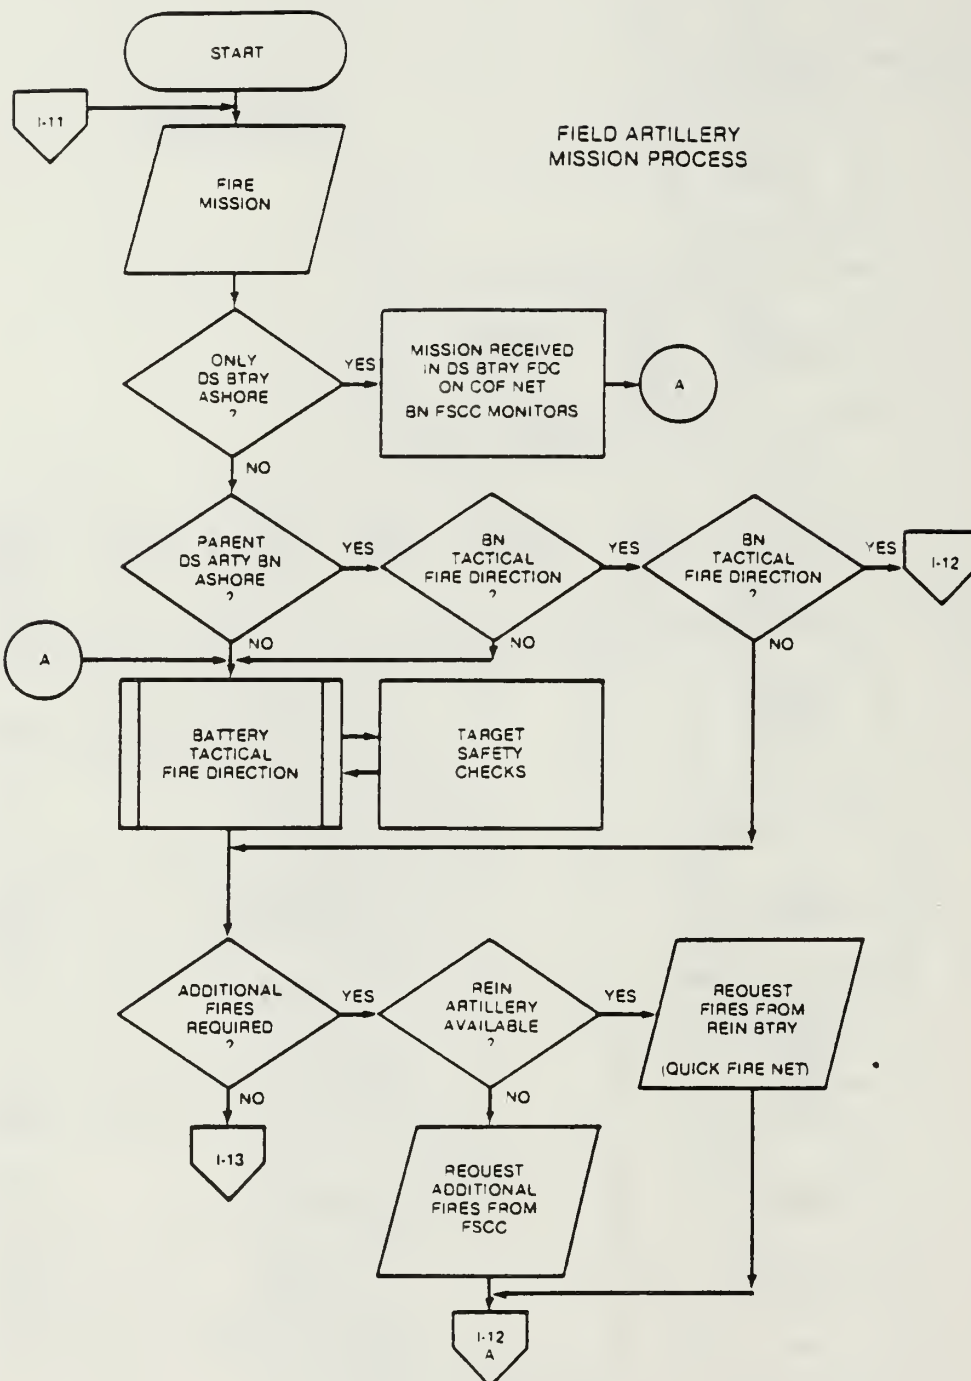 START
I-11
FIELD ARTILLERY
MISSION PROCESS
FIRE
MISSION
ONLY
DS BTRY
ASHORE
?
YES
MISSION RECEIVED
IN DS BTRY FDC
ON COF NET
BN FSCC MONITORS
A
NO
PARENT
DS ARTY BN
ASHORE
?
YES
BN
TACTICAL
FIRE DIRECTION
?
YES
BN
TACTICAL
FIRE DIRECTION
?
YES
I-12
NO
NO
NO
A
BATTERY
TACTICAL
FIRE DIRECTION
TARGET
SAFETY
CHECKS
ADDITIONAL
FIRES
REQUIRED
?
YES
REIN
ARTILLERY
AVAILABLE
?
YES
REQUEST
FIRES FROM
REIN BTRY
(QUICK FIRE NET)
NO
NO
I-13
REQUEST
ADDITIONAL
FIRES FROM
FSCC
I-12
A